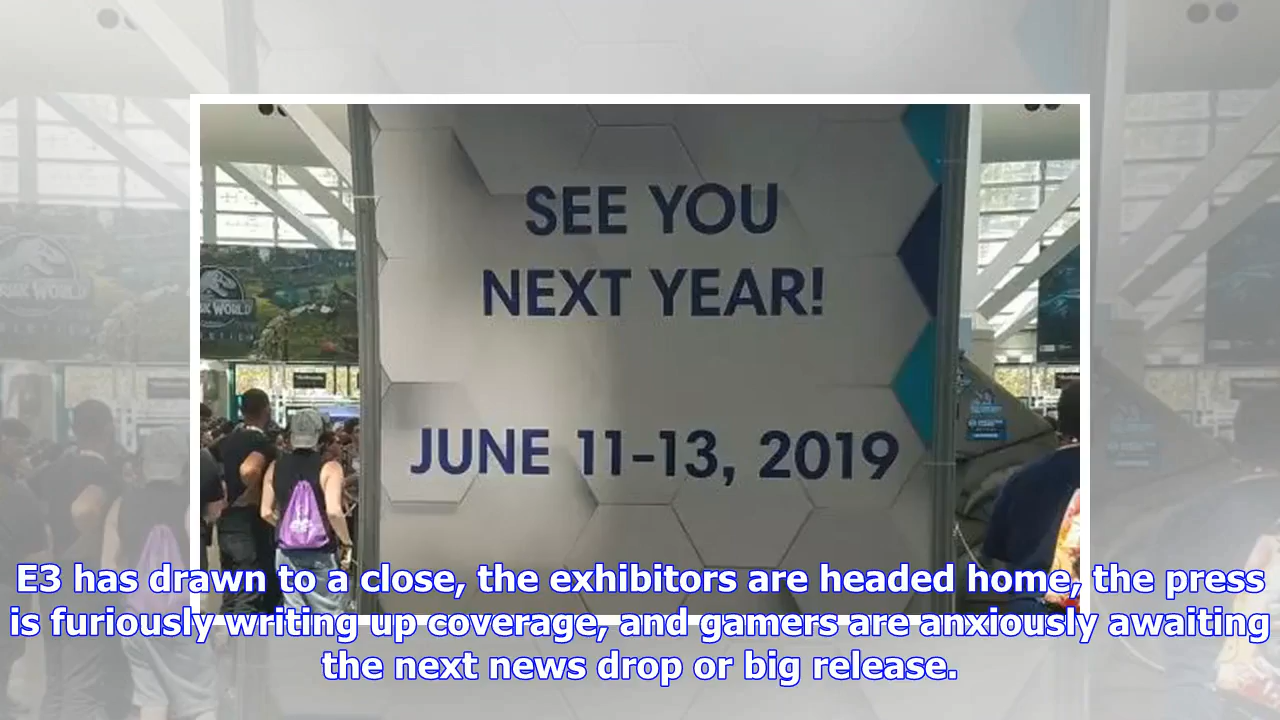 SEE YOU
NEXT YEAR!
JUNE 11-13, 2019
E3 has drawn to a close, the exhibitors are headed home, the press
is furiously writing up coverage, and gamers are anxiously awaiting
the next news drop or big release.